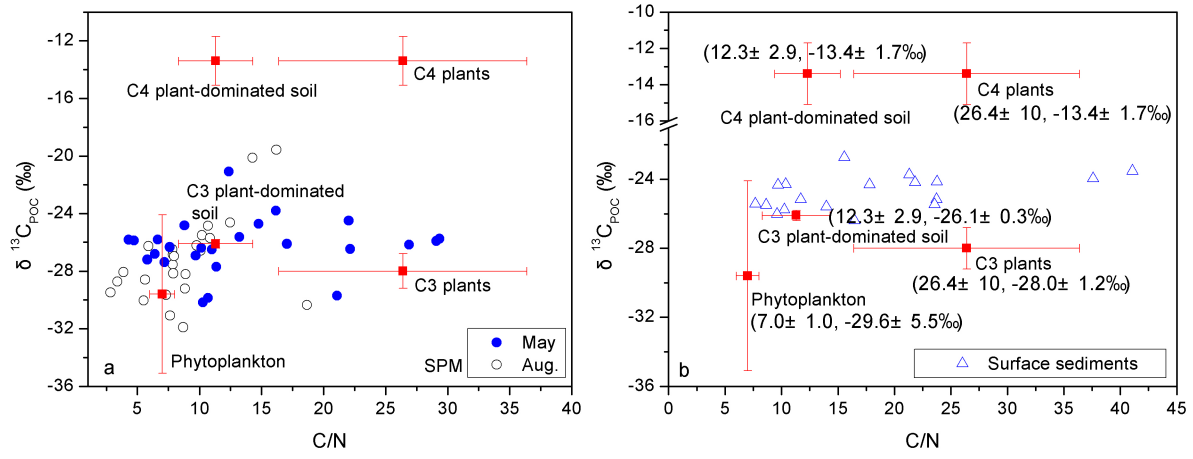 -12
-16
-20
-24
-28
-32
-36
δ ¹³C_POC (‰)
C4 plant-dominated soil
C4 plants
C3 plant-dominated
soil
C3 plants
Phytoplankton
a
SPM
May
Aug.
5 10 15 20 25 30 35 40
C/N
-10
-12
-14
-16
-24
-28
-32
-36
δ ¹³C_POC (‰)
(12.3± 2.9, -13.4± 1.7‰)
C4 plant-dominated soil
C4 plants
(26.4± 10, -13.4± 1.7‰)
(12.3± 2.9, -26.1± 0.3‰)
C3 plant-dominated soil
C3 plants
(26.4± 10, -28.0± 1.2‰)
Phytoplankton
(7.0± 1.0, -29.6± 5.5‰)
b
Surface sediments
0 5 10 15 20 25 30 35 40 45
C/N